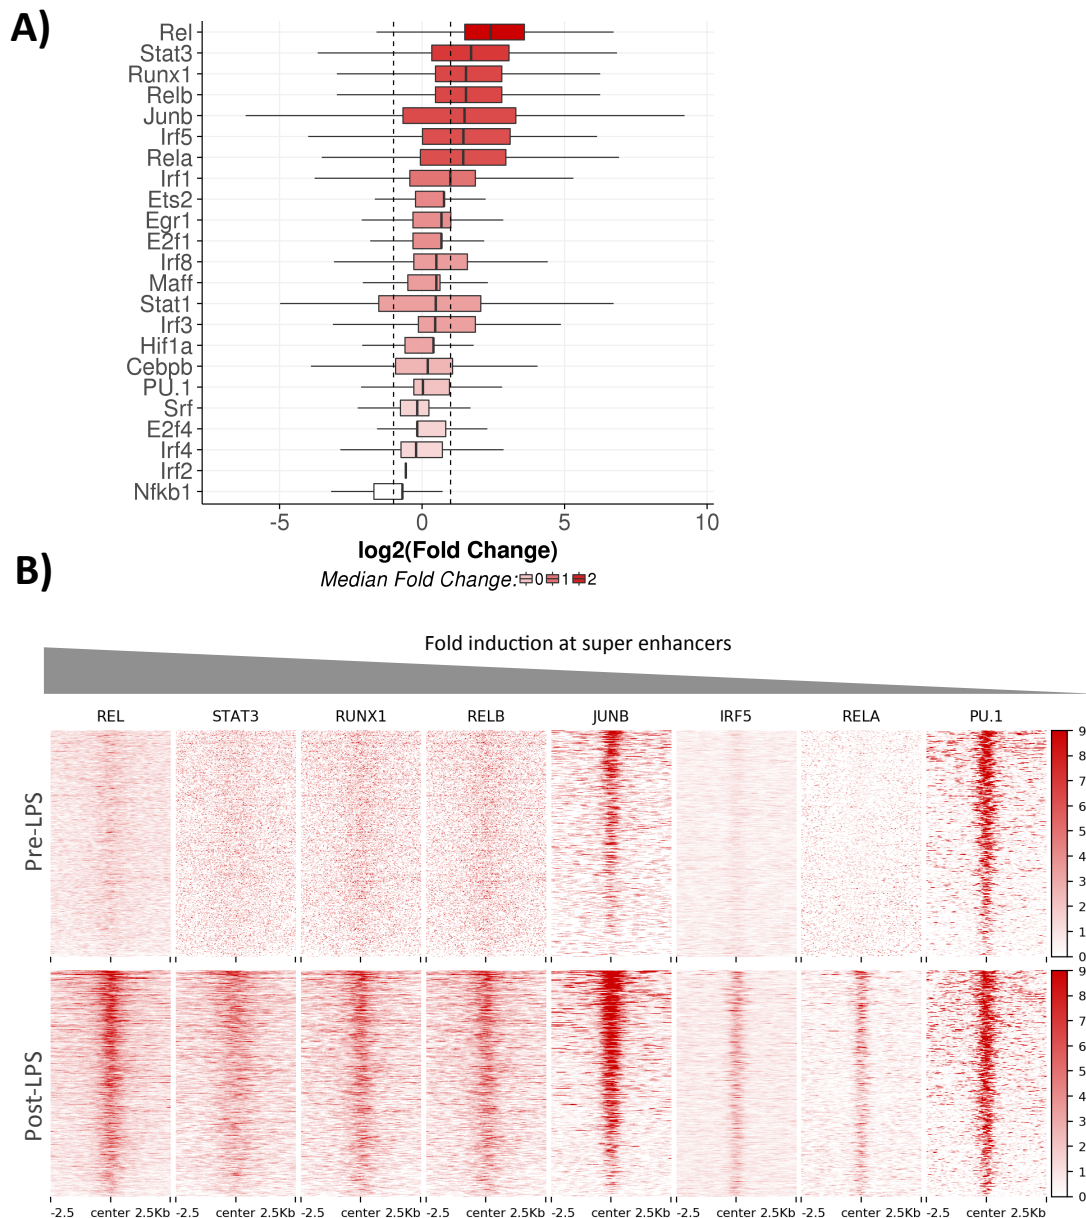 A)
Rel
Stat3
Runx1
Relb
Junb
Irf5
Rela
Irf1
Ets2
Egr1
E2f1
Irf8
Maff
Stat1
Irf3
Hif1a
Cebpb
PU.1
Srf
E2f4
Irf4
Irf2
Nfkb1
-5 0 5 10
log2(Fold Change)
Median Fold Change: 0 1 2
B)
Fold induction at super enhancers
REL STAT3 RUNX1 RELB JUNB IRF5 RELA PU.1
Pre-LPS
9
8
7
6
5
4
3
2
1
0
Post-LPS
9
8
7
6
5
4
3
2
1
0
-2.5 center 2.5Kb -2.5 center 2.5Kb -2.5 center 2.5Kb -2.5 center 2.5Kb -2.5 center 2.5Kb -2.5 center 2.5Kb -2.5 center 2.5Kb -2.5 center 2.5Kb